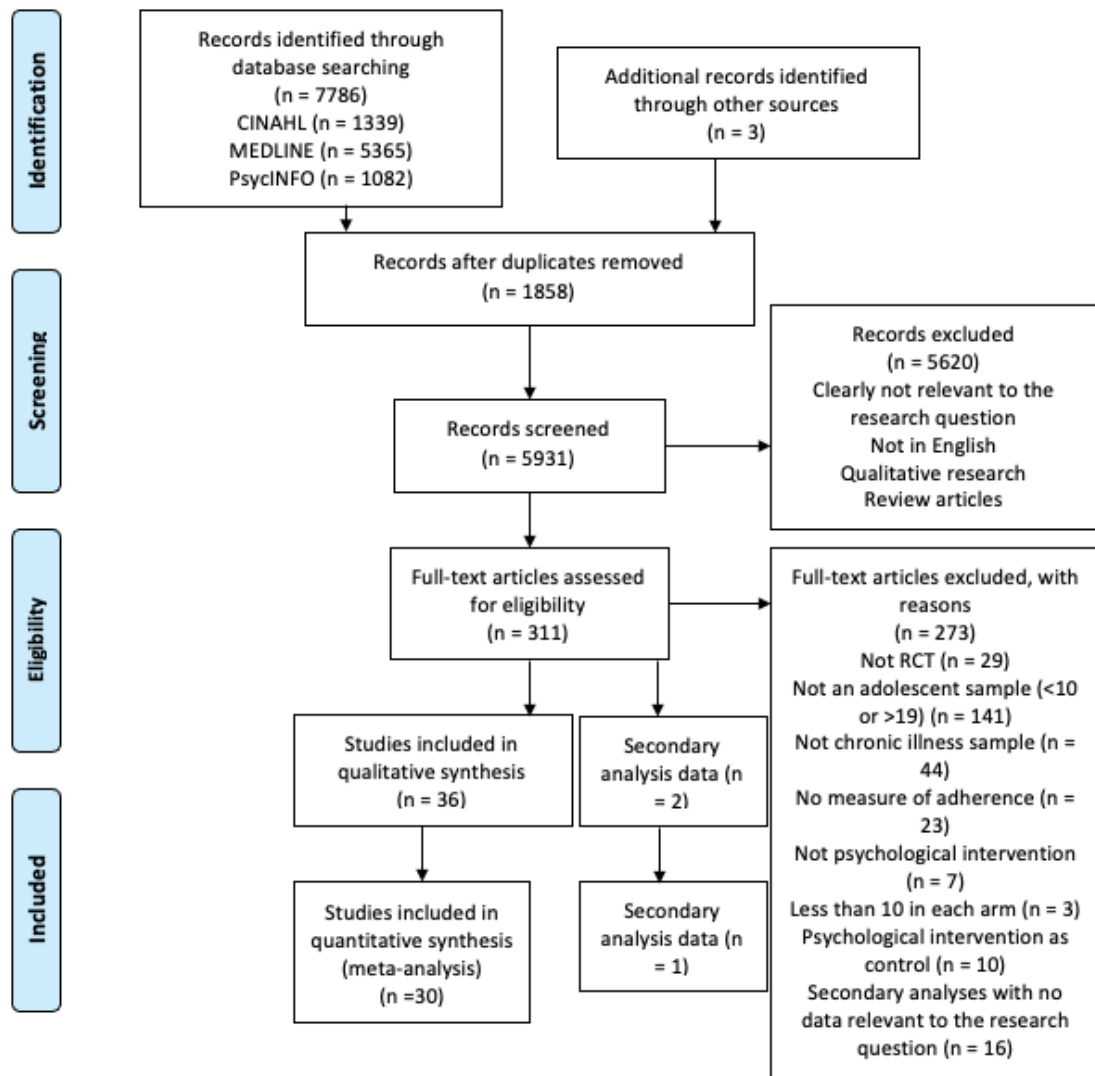 Identification
Records identified through
database searching
(n = 7786)
CINAHL (n = 1339)
MEDLINE (n = 5365)
PsycINFO (n = 1082)
Additional records identified
through other sources
(n = 3)
Records after duplicates removed
(n = 1858)
Screening
Records screened
(n = 5931)
Records excluded
(n = 5620)
Clearly not relevant to the
research question
Not in English
Qualitative research
Review articles
Eligibility
Full-text articles assessed
for eligibility
(n = 311)
Full-text articles excluded, with
reasons
(n = 273)
Not RCT (n = 29)
Not an adolescent sample (<10
or >19) (n = 141)
Not chronic illness sample (n =
44)
No measure of adherence (n =
23)
Not psychological intervention
(n = 7)
Less than 10 in each arm (n = 3)
Psychological intervention as
control (n = 10)
Secondary analyses with no
data relevant to the research
question (n = 16)
Studies included in
qualitative synthesis
(n = 36)
Secondary
analysis data (n
= 2)
Included
Studies included in
quantitative synthesis
(meta-analysis)
(n =30)
Secondary
analysis data (n
= 1)